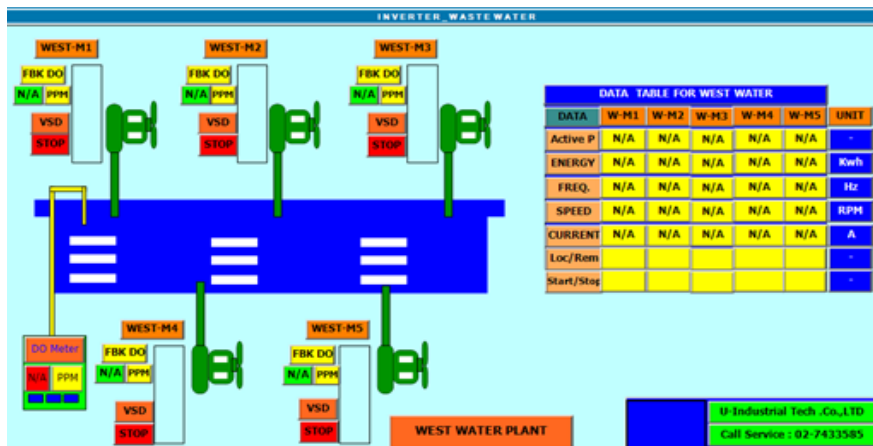 INVERTER_WASTEWATER
WEST-M1
WEST-M2
WEST-M3
FBK DO
FBK DO
FBK DO
N/A PPM
N/A PPM
N/A PPM
VSD
VSD
VSD
STOP
STOP
STOP
DATA TABLE FOR WEST WATER
DATA W-M1 W-M2 W-M3 W-M4 W-M5 UNIT
Active P N/A N/A N/A N/A N/A -
ENERGY N/A N/A N/A N/A N/A Kwh
FREQ. N/A N/A N/A N/A N/A Hz
SPEED N/A N/A N/A N/A N/A RPM
CURRENT N/A N/A N/A N/A N/A A
Loc/Rem -
Start/Stop -
WEST-M4
WEST-M5
DO Meter
FBK DO
FBK DO
N/A PPM
N/A PPM
N/A PPM
VSD
VSD
STOP
STOP
WEST WATER PLANT
U-Industrial Tech .Co.,LTD
Call Service : 02-7433585